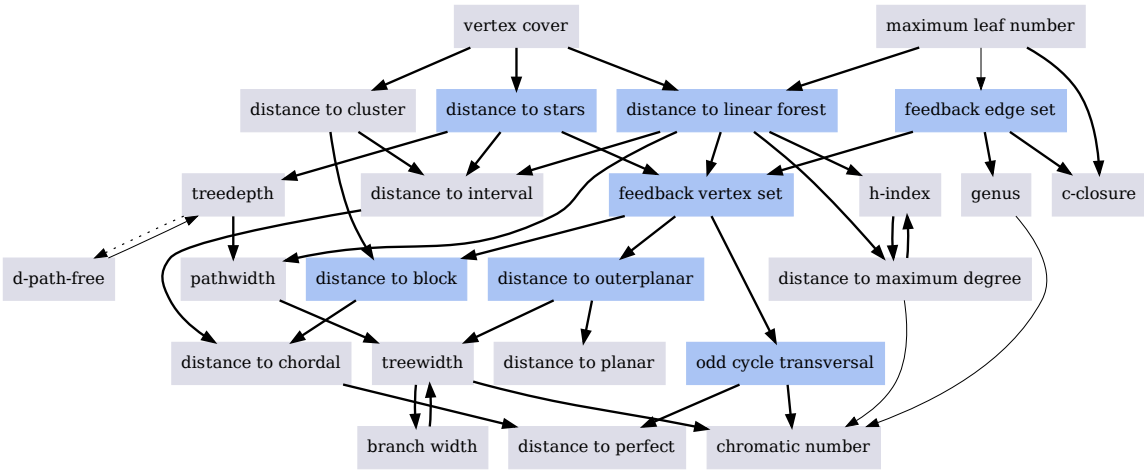 vertex cover
maximum leaf number
distance to cluster
distance to stars
distance to linear forest
feedback edge set
treedepth
distance to interval
feedback vertex set
h-index
genus
c-closure
d-path-free
pathwidth
distance to block
distance to outerplanar
distance to maximum degree
distance to chordal
treewidth
distance to planar
odd cycle transversal
branch width
distance to perfect
chromatic number